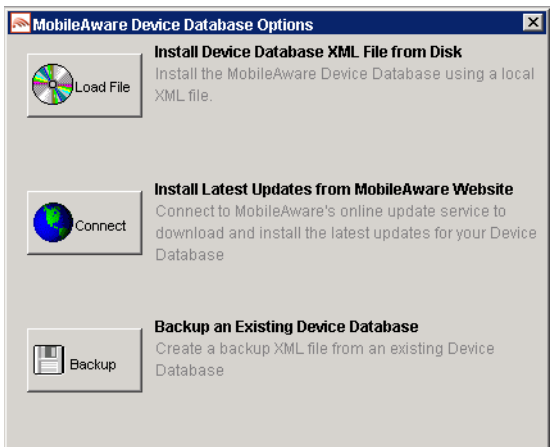 MobileAware Device Database Options
Install Device Database XML File from Disk
Load File
Install the MobileAware Device Database using a local
XML file.
Install Latest Updates from MobileAware Website
Connect
Connect to MobileAware's online update service to
download and install the latest updates for your Device
Database
Backup an Existing Device Database
Backup
Create a backup XML file from an existing Device
Database